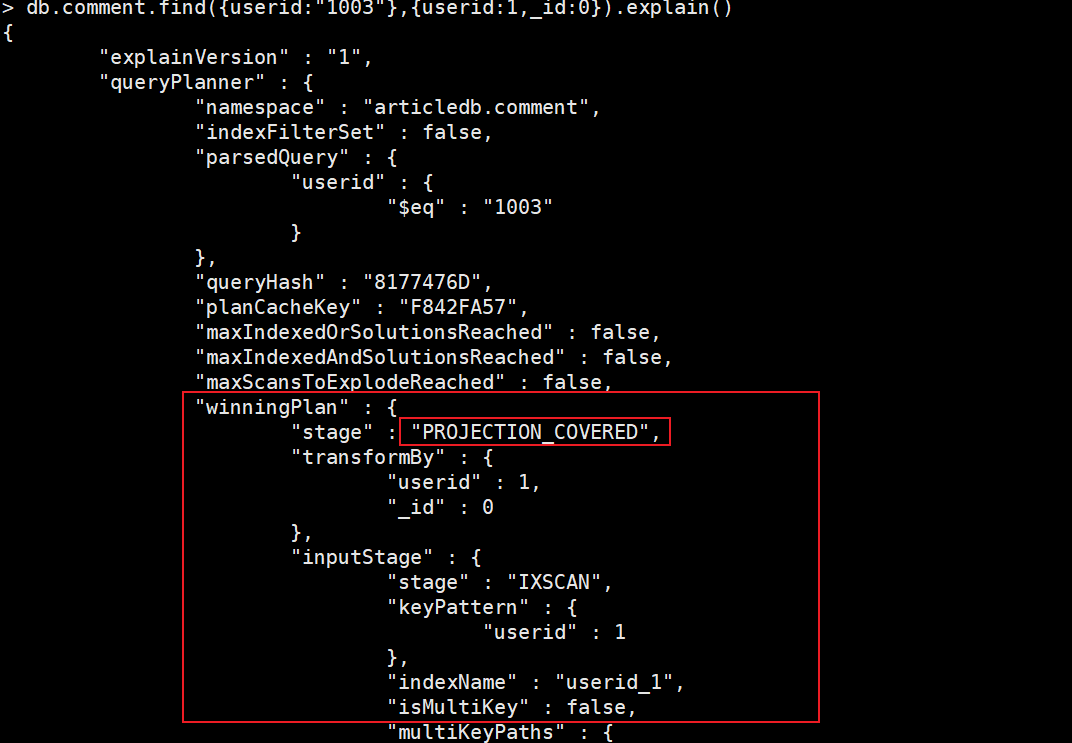 > db.comment.find({userid:"1003"},{userid:1,_id:0}).explain()
{
        "explainVersion" : "1",
        "queryPlanner" : {
                "namespace" : "articledb.comment",
                "indexFilterSet" : false,
                "parsedQuery" : {
                        "userid" : {
                                "$eq" : "1003"
                        }
                },
                "queryHash" : "8177476D",
                "planCacheKey" : "F842FA57",
                "maxIndexedOrSolutionsReached" : false,
                "maxIndexedAndSolutionsReached" : false,
                "maxScansToExplodeReached" : false,
                "winningPlan" : {
                        "stage" : "PROJECTION_COVERED",
                        "transformBy" : {
                                "userid" : 1,
                                "_id" : 0
                        },
                        "inputStage" : {
                                "stage" : "IXSCAN",
                                "keyPattern" : {
                                        "userid" : 1
                                },
                                "indexName" : "userid_1",
                                "isMultiKey" : false,
                                "multiKeyPaths" : {